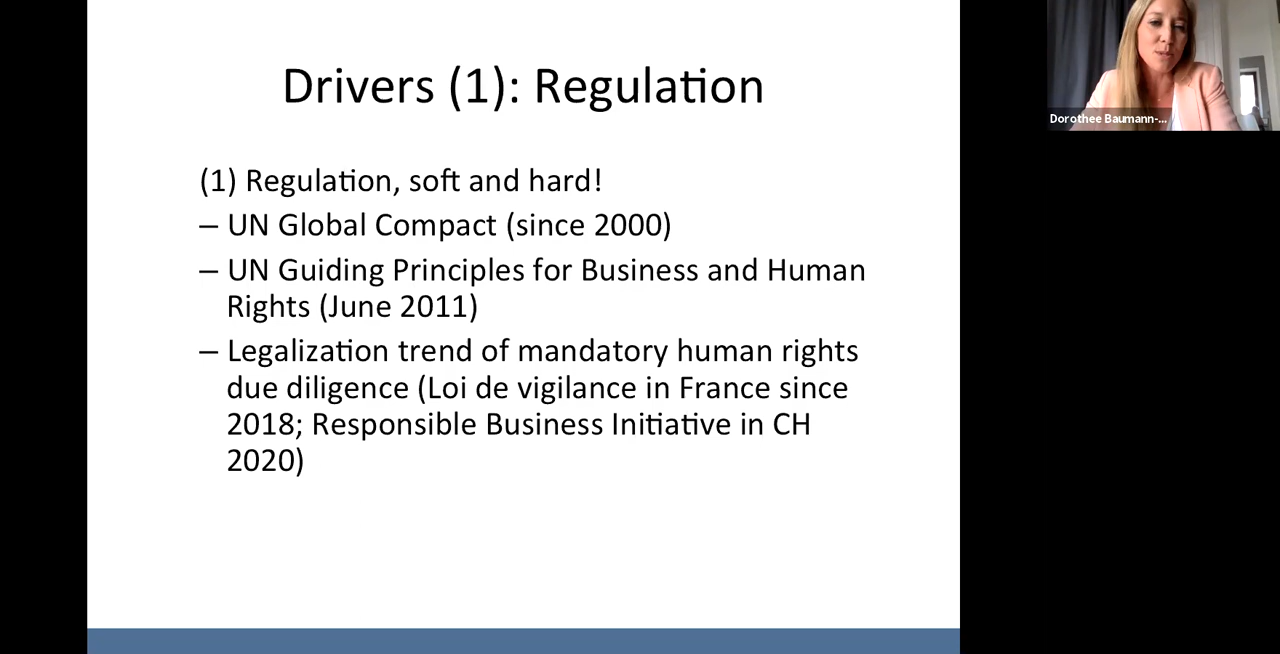 Drivers (1): Regulation
(1) Regulation, soft and hard!
– UN Global Compact (since 2000)
– UN Guiding Principles for Business and Human
Rights (June 2011)
– Legalization trend of mandatory human rights
due diligence (Loi de vigilance in France since
2018; Responsible Business Initiative in CH
2020)
Dorothee Baumann-...